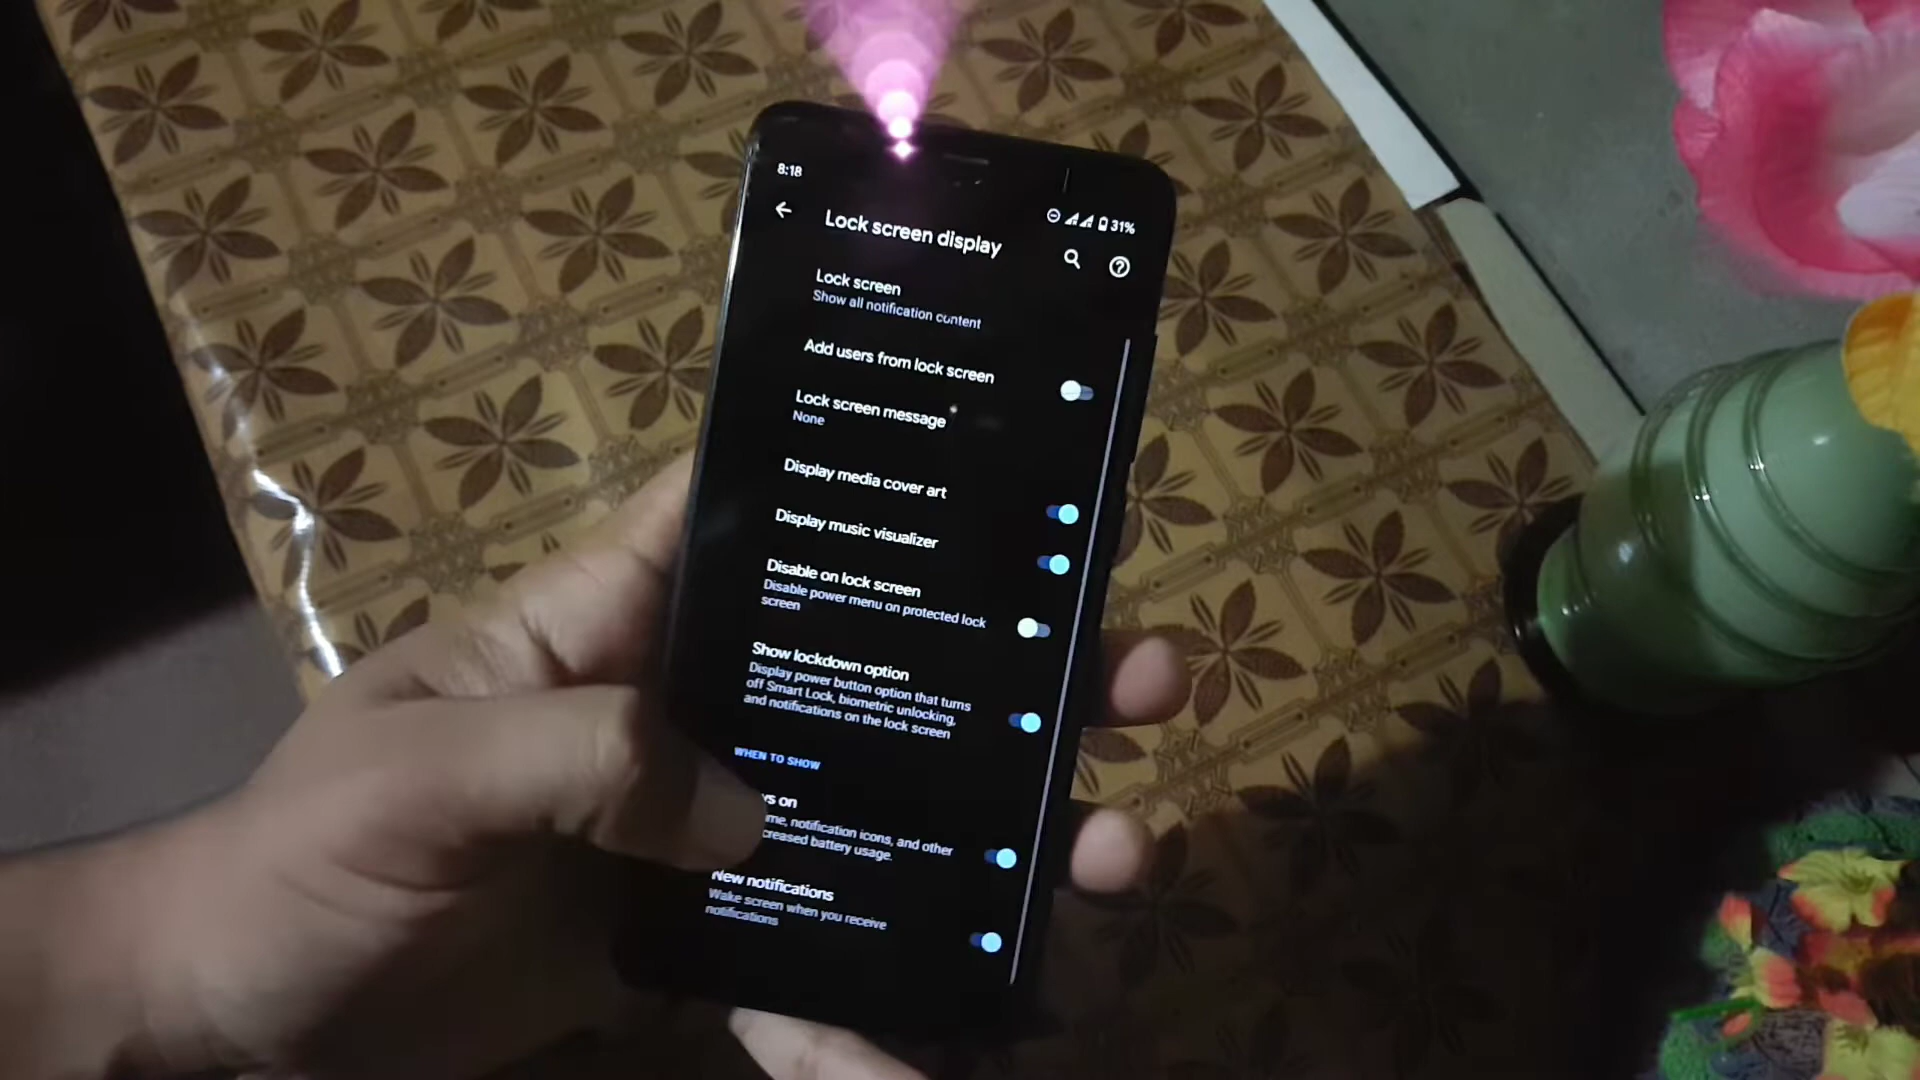 8:18
31%
Lock screen display
Lock screen
Show all notification content
Add users from lock screen
Lock screen message
None
Display media cover art
Display music visualizer
Disable on lock screen
Disable power menu on protected lock
screen
Show lockdown option
Display power button option that turns
off Smart Lock, biometric unlocking,
and notifications on the lock screen
WHEN TO SHOW
on
notification icons, and other
battery usage.
New notifications
Wake screen when you receive
notifications